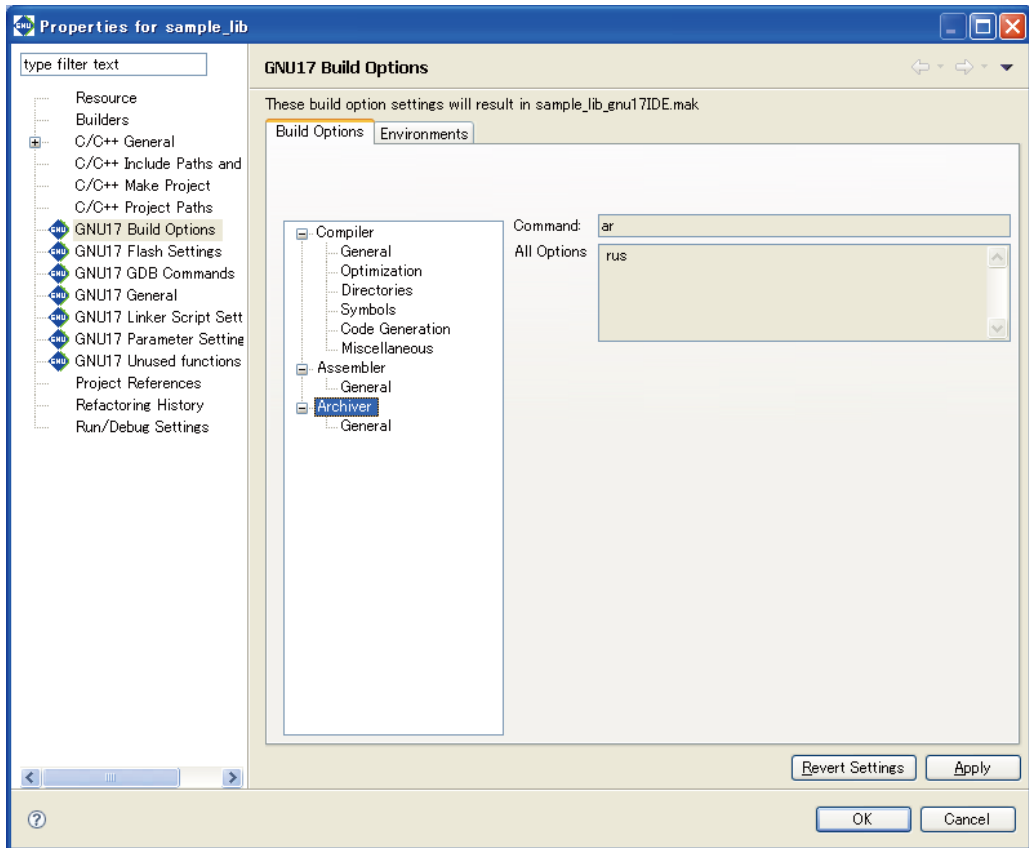 Properties for sample_lib
type filter text
Resource
Builders
C/C++ General
C/C++ Include Paths and
C/C++ Make Project
C/C++ Project Paths
GNU17 Build Options
GNU17 Flash Settings
GNU17 GDB Commands
GNU17 General
GNU17 Linker Script Sett
GNU17 Parameter Setting
GNU17 Unused functions
Project References
Refactoring History
Run/Debug Settings
GNU17 Build Options
These build option settings will result in sample_lib_gnu17IDE.mak
Build Options Environments
Compiler
General
Optimization
Directories
Symbols
Code Generation
Miscellaneous
Assembler
General
Archiver
General
Command: ar
All Options rus
Revert Settings Apply
OK Cancel